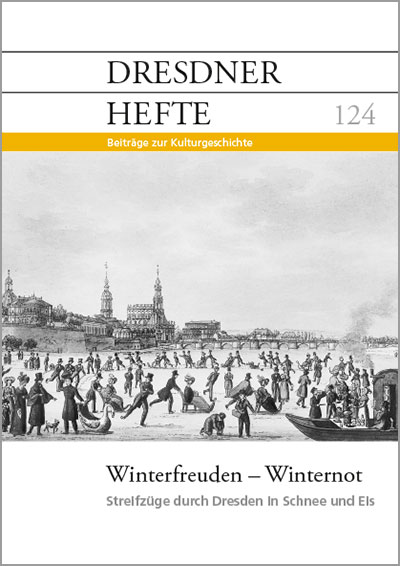 DRESDNER
HEFTE 124
Beiträge zur Kulturgeschichte
Winterfreuden – Winternot
Streifzüge durch Dresden in Schnee und Eis